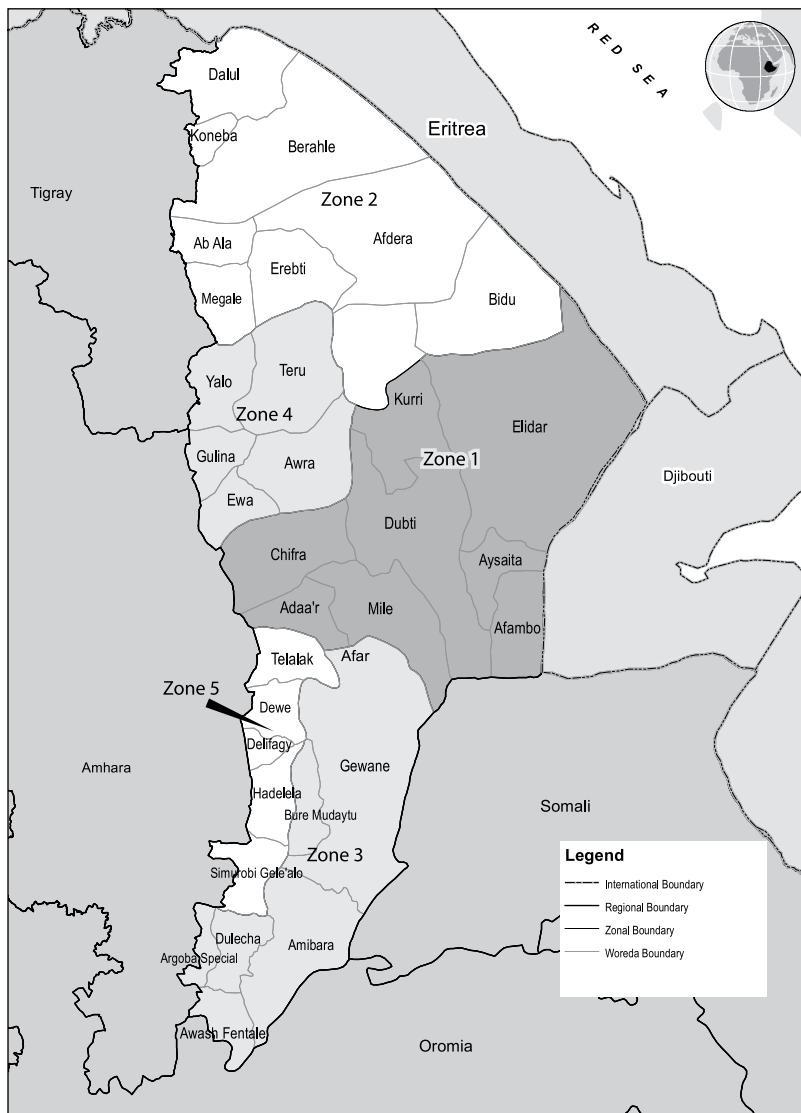 RED SEA
Dalul
Eritrea
Koneba
Berahle
Tigray
Zone 2
Ab Ala
Afdera
Erebti
Megale
Bidu
Yalo
Teru
Kurri
Zone 4
Elidar
Gulina
Awra
Zone 1
Djibouti
Ewa
Dubti
Chifra
Aysaita
Adaa'r
Mile
Afambo
Telalak
Afar
Zone 5
Dewe
Delifagy
Amhara
Gewane
Hadelela
Somali
Bure Mudaytu
Zone 3
Simurobi Gele'alo
Dulecha
Amibara
Argoba Special
Awash Fentale
Oromia
Legend
International Boundary
Regional Boundary
Zonal Boundary
Woreda Boundary